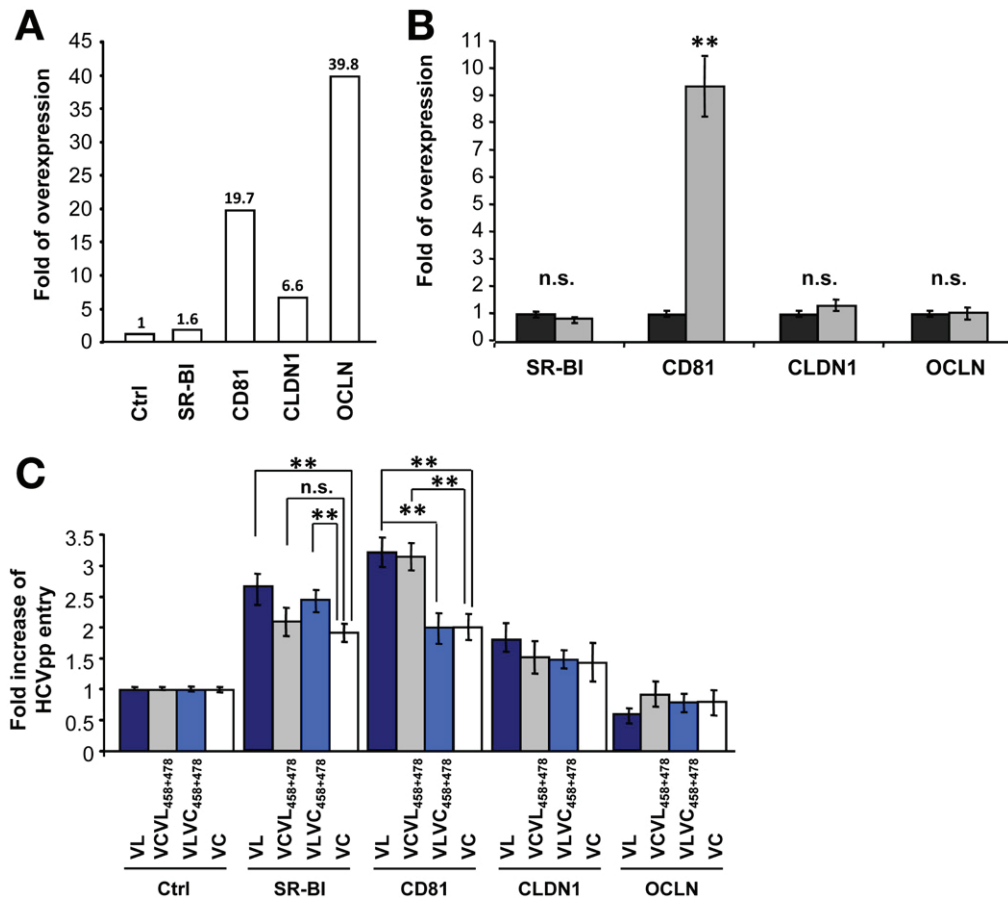 A
Fold of overexpression
45
40
35
30
25
20
15
10
5
0
1
1.6
19.7
6.6
39.8
Ctrl
SR-BI
CD81
CLDN1
OCLN
B
Fold of overexpression
11
10
9
8
7
6
5
4
3
2
1
0
n.s.
**
n.s.
n.s.
SR-BI
CD81
CLDN1
OCLN
C
Fold increase of
HCVpp entry
3.5
3
2.5
2
1.5
1
0.5
0
**
n.s.
**
**
**
**
VL
VCVL458+478
VLVC458+478
VC
VL
VCVL458+478
VLVC458+478
VC
VL
VCVL458+478
VLVC458+478
VC
VL
VCVL458+478
VLVC458+478
VC
VL
VCVL458+478
VLVC458+478
VC
Ctrl
SR-BI
CD81
CLDN1
OCLN